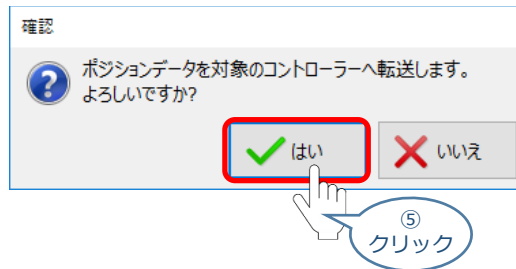 確認
ポジションデータを対象のコントローラーへ転送します。
よろしいですか?
はい
いいえ
⑤
クリック